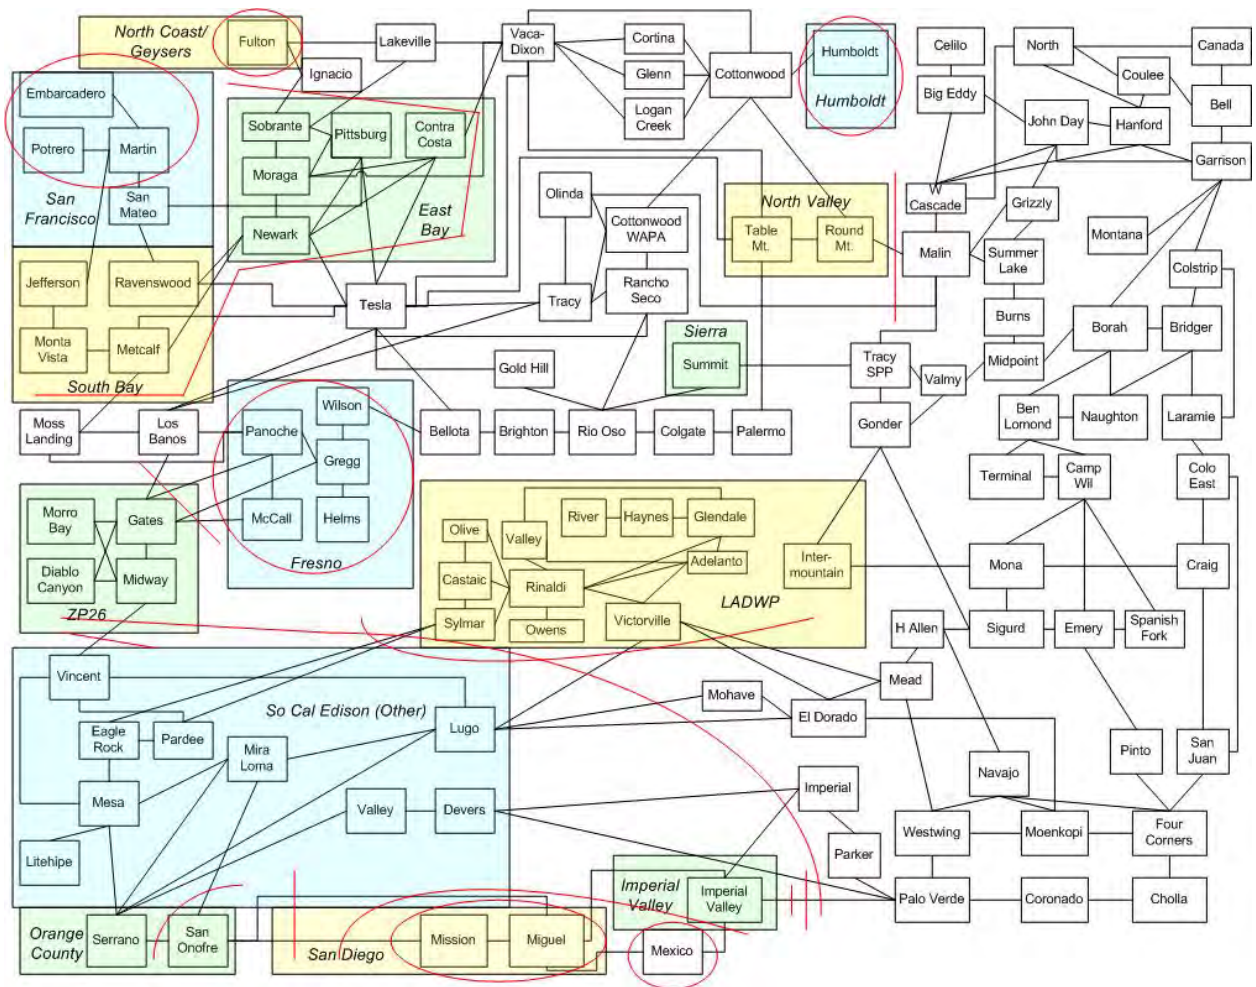 North Coast/
Geysers
Fulton
Lakeville
Vaca-
Dixon
Cortina
Cottonwood
Humboldt
Humboldt
Celilo
North
Canada
Ignacio
Glenn
Logan
Creek
Big Eddy
Coulee
Bell
Embarcadero
Potrero
Martin
San
Francisco
San
Mateo
Sobrante
Pittsburg
Contra
Costa
Moraga
Newark
East
Bay
John Day
Hanford
Garrison
Olinda
Cottonwood
WAPA
North Valley
Table
Mt.
Round
Mt.
Cascade
Grizzly
Malin
Summer
Lake
Montana
Colstrip
Jefferson
Ravenswood
Monta
Vista
Metcalf
South Bay
Tesla
Tracy
Rancho
Seco
Burns
Borah
Bridger
Sierra
Summit
Gold Hill
Tracy
SPP
Valmy
Midpoint
Moss
Landing
Los
Banos
Panoche
Wilson
Gregg
McCall
Helms
Fresno
Bellota
Brighton
Rio Oso
Colgate
Palermo
Gonder
Ben
Lomond
Naughton
Laramie
Terminal
Camp
Wil
Colo
East
Morro
Bay
Gates
Diablo
Canyon
Midway
ZP26
Olive
Valley
River
Haynes
Glendale
Castaic
Rinaldi
Adelanto
Sylmar
Owens
Victorville
LADWP
Inter-
mountain
Mona
Craig
H Allen
Sigurd
Emery
Spanish
Fork
Vincent
So Cal Edison (Other)
Eagle
Rock
Pardee
Mira
Loma
Lugo
Mohave
El Dorado
Mead
Mesa
Valley
Devers
Litehipe
Imperial
Parker
Navajo
Pinto
San
Juan
Westwing
Moenkopi
Four
Corners
Palo Verde
Coronado
Cholla
Imperial
Valley
Imperial
Valley
Orange
County
Serrano
San
Onofre
San Diego
Mission
Miguel
Mexico